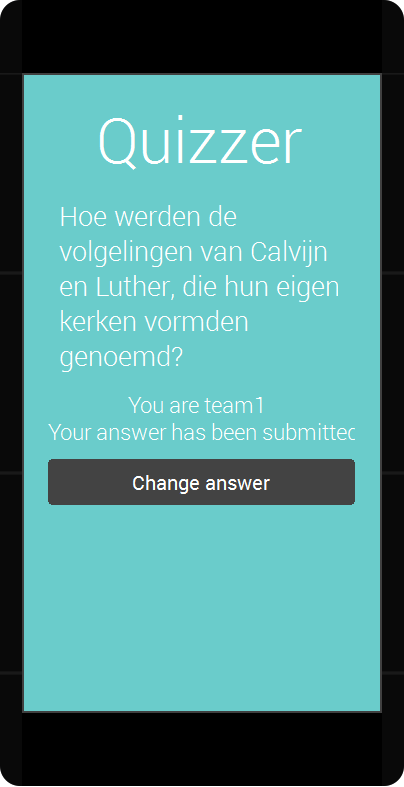 Quizzer
Hoe werden de
volgelingen van Calvijn
en Luther, die hun eigen
kerken vormden
genoemd?
You are team1
Your answer has been submitted
Change answer